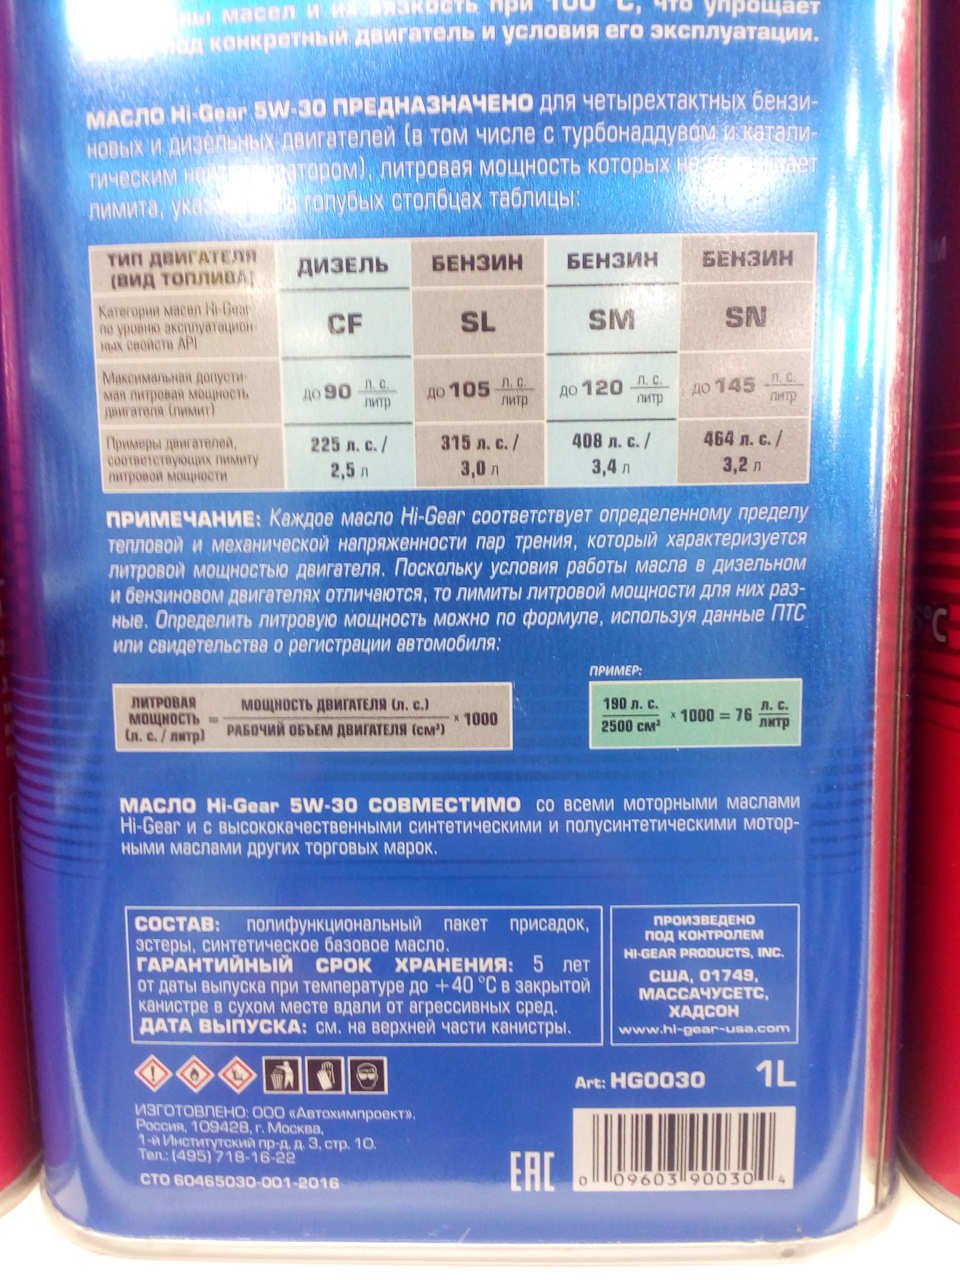 масел и их вязкость при 100 °С, что упрощает
под конкретный двигатель и условия его эксплуатации.
МАСЛО Hi-Gear 5W-30 ПРЕДНАЗНАЧЕНО для четырехтактных бензи-
новых и дизельных двигателей (в том числе с турбонаддувом и катали-
тическим), литровая мощность которых не
лимита, в голубых столбцах таблицы:
ТИП ДВИГАТЕЛЯ
(ВИД ТОПЛИВА)
ДИЗЕЛЬ
БЕНЗИН
БЕНЗИН
БЕНЗИН
Категории масел Hi-Gear
по уровню эксплуатацион-
ных свойств API
CF
SL
SM
SN
Максимальная допусти-
мая литровая мощность
двигателя (лимит)
до 90 л. с. / литр
до 105 л. с. / литр
до 120 л. с. / литр
до 145 л. с. / литр
Примеры двигателей,
соответствующих лимиту
литровой мощности
225 л. с. /
2,5 л
315 л. с. /
3,0 л
408 л. с. /
3,4 л
464 л. с. /
3,2 л
ПРИМЕЧАНИЕ: Каждое масло Hi-Gear соответствует определенному пределу
тепловой и механической напряженности пар трения, который характеризуется
литровой мощностью двигателя. Поскольку условия работы масла в дизельном
и бензиновом двигателях отличаются, то лимиты литровой мощности для них раз-
ные. Определить литровую мощность можно по формуле, используя данные ПТС
или свидетельства о регистрации автомобиля:
ЛИТРОВАЯ
МОЩНОСТЬ
(л. с. / литр)
=
МОЩНОСТЬ ДВИГАТЕЛЯ (л. с.)
РАБОЧИЙ ОБЪЕМ ДВИГАТЕЛЯ (см³)
× 1000
ПРИМЕР:
190 л. с.
2500 см³
× 1000 = 76
л. с.
литр
°C
МАСЛО Hi-Gear 5W-30 СОВМЕСТИМО со всеми моторными маслами
Hi-Gear и с высококачественными синтетическими и полусинтетическими мотор-
ными маслами других торговых марок.
СОСТАВ: полифункциональный пакет присадок,
эстеры, синтетическое базовое масло.
ГАРАНТИЙНЫЙ СРОК ХРАНЕНИЯ: 5 лет
от даты выпуска при температуре до +40 °С в закрытой
канистре в сухом месте вдали от агрессивных сред.
ДАТА ВЫПУСКА: см. на верхней части канистры.
ПРОИЗВЕДЕНО
ПОД КОНТРОЛЕМ
HI-GEAR PRODUCTS, INC.
США, 01749,
МАССАЧУСЕТС,
ХАДСОН
www.hi-gear-usa.com
Art: HG0030 1L
ИЗГОТОВЛЕНО: ООО «Автохимпроект».
Россия, 109428, г. Москва,
1-й Институтский пр-д, д. 3, стр. 10.
Тел.: (495) 718-16-22
СТО 60465030-001-2016
EAC
0 09603 90030 4